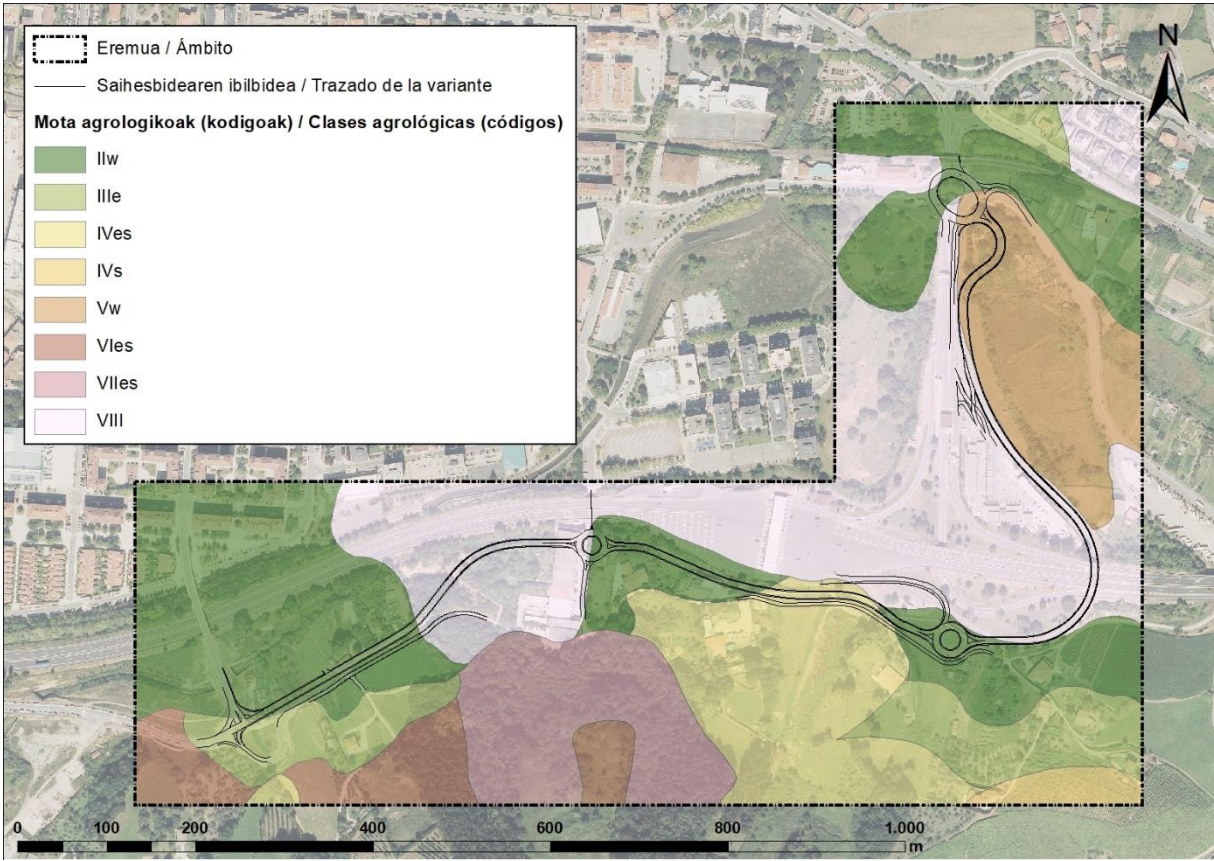 Eremua / Ámbito
Saihesbidearen ibilbidea / Trazado de la variante
Mota agrologikoak (kodigoak) / Clases agrológicas (códigos)
IIw
IIIe
IVes
IVs
Vw
VIes
VIIes
VIII
N
0 100 200 400 600 800 1.000
m